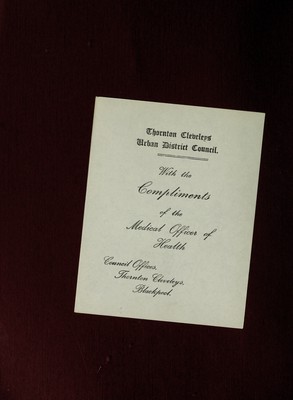 Thornton Cleveleys
Urban District Council.
With the
Compliments
of the
Medical Officer of
Health
Council Offices,
Thornton Cleveleys,
Blackpool.